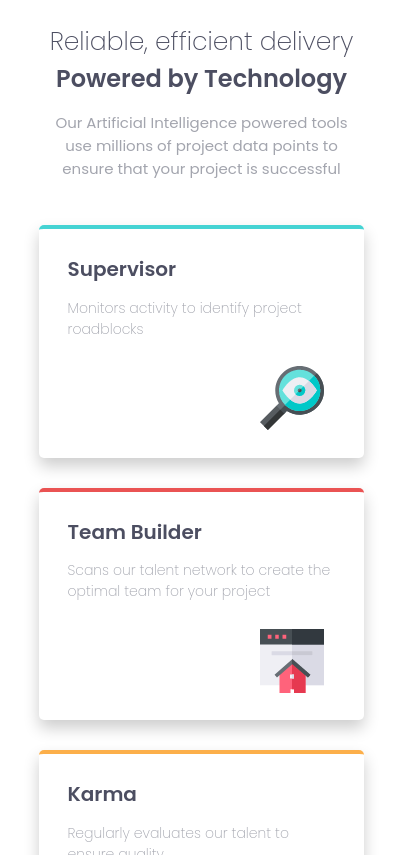 Reliable, efficient delivery
Powered by Technology
Our Artificial Intelligence powered tools
use millions of project data points to
ensure that your project is successful
Supervisor
Monitors activity to identify project
roadblocks
Team Builder
Scans our talent network to create the
optimal team for your project
Karma
Regularly evaluates our talent to
ensure quality